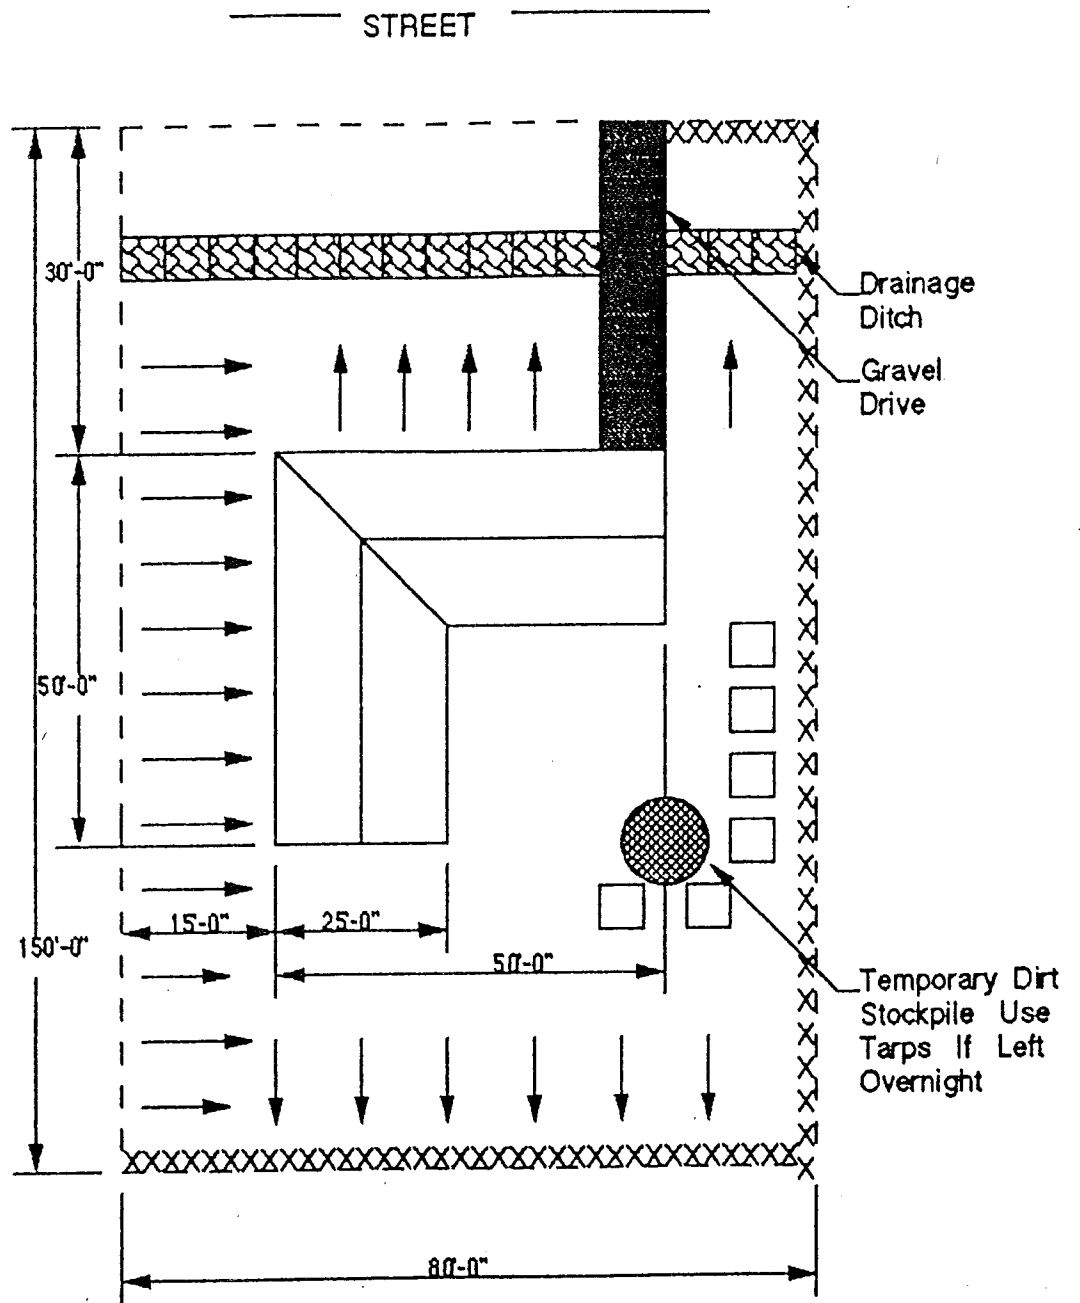 STREET
30'-0"
Drainage
Ditch
Gravel
Drive
50'-0"
15'-0"
25'-0"
150'-0"
50'-0"
Temporary Dirt
Stockpile Use
Tarps If Left
Overnight
80'-0"